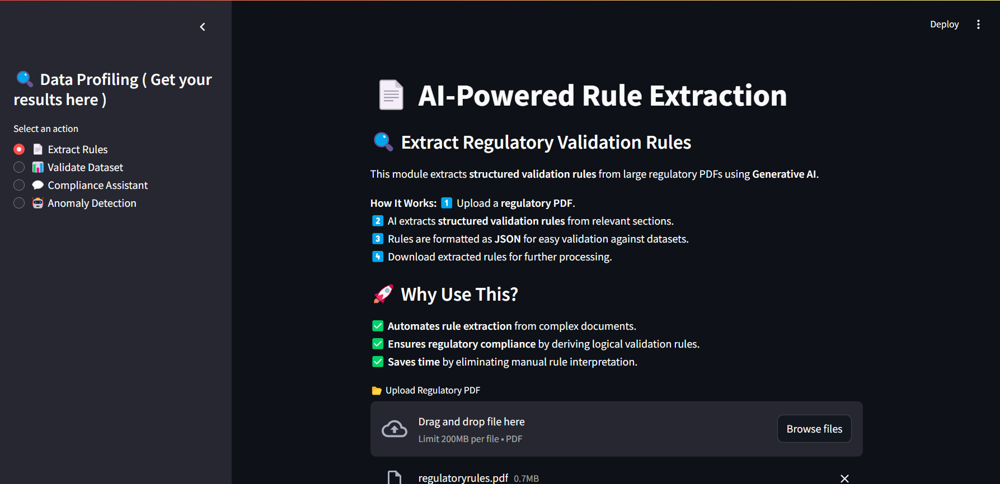 Deploy
🔍 Data Profiling ( Get your
results here )
Select an action
📄 Extract Rules
📊 Validate Dataset
💬 Compliance Assistant
🤖 Anomaly Detection
📄 AI-Powered Rule Extraction
🔍 Extract Regulatory Validation Rules
This module extracts structured validation rules from large regulatory PDFs using Generative AI.
How It Works: 1️⃣ Upload a regulatory PDF.
2️⃣ AI extracts structured validation rules from relevant sections.
3️⃣ Rules are formatted as JSON for easy validation against datasets.
4️⃣ Download extracted rules for further processing.
🚀 Why Use This?
✅ Automates rule extraction from complex documents.
✅ Ensures regulatory compliance by deriving logical validation rules.
✅ Saves time by eliminating manual rule interpretation.
📂 Upload Regulatory PDF
Drag and drop file here
Limit 200MB per file • PDF
Browse files
regulatoryrules.pdf 0.7MB